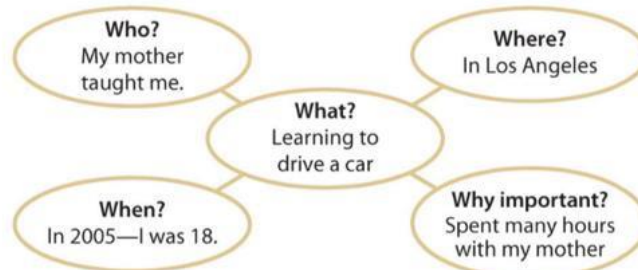 Who?
My mother
taught me.
Where?
In Los Angeles
What?
Learning to
drive a car
When?
In 2005—I was 18.
Why important?
Spent many hours
with my mother